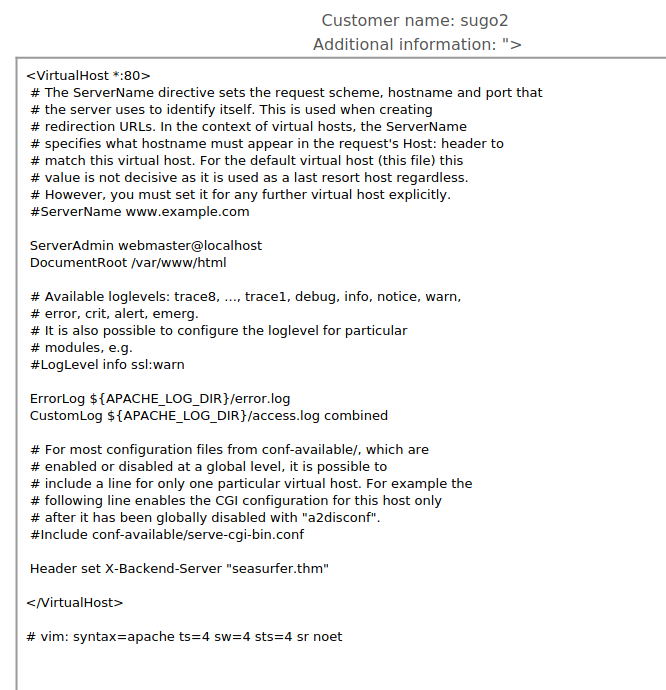 Customer name: sugo2
Additional information: ">
<VirtualHost *:80>
# The ServerName directive sets the request scheme, hostname and port that
# the server uses to identify itself. This is used when creating
# redirection URLs. In the context of virtual hosts, the ServerName
# specifies what hostname must appear in the request's Host: header to
# match this virtual host. For the default virtual host (this file) this
# value is not decisive as it is used as a last resort host regardless.
# However, you must set it for any further virtual host explicitly.
#ServerName www.example.com
ServerAdmin webmaster@localhost
DocumentRoot /var/www/html
# Available loglevels: trace8, ..., trace1, debug, info, notice, warn,
# error, crit, alert, emerg.
# It is also possible to configure the loglevel for particular
# modules, e.g.
#LogLevel info ssl:warn
ErrorLog ${APACHE_LOG_DIR}/error.log
CustomLog ${APACHE_LOG_DIR}/access.log combined
# For most configuration files from conf-available/, which are
# enabled or disabled at a global level, it is possible to
# include a line for only one particular virtual host. For example the
# following line enables the CGI configuration for this host only
# after it has been globally disabled with "a2disconf".
#Include conf-available/serve-cgi-bin.conf
Header set X-Backend-Server "seasurfer.thm"
</VirtualHost>
# vim: syntax=apache ts=4 sw=4 sts=4 sr noet